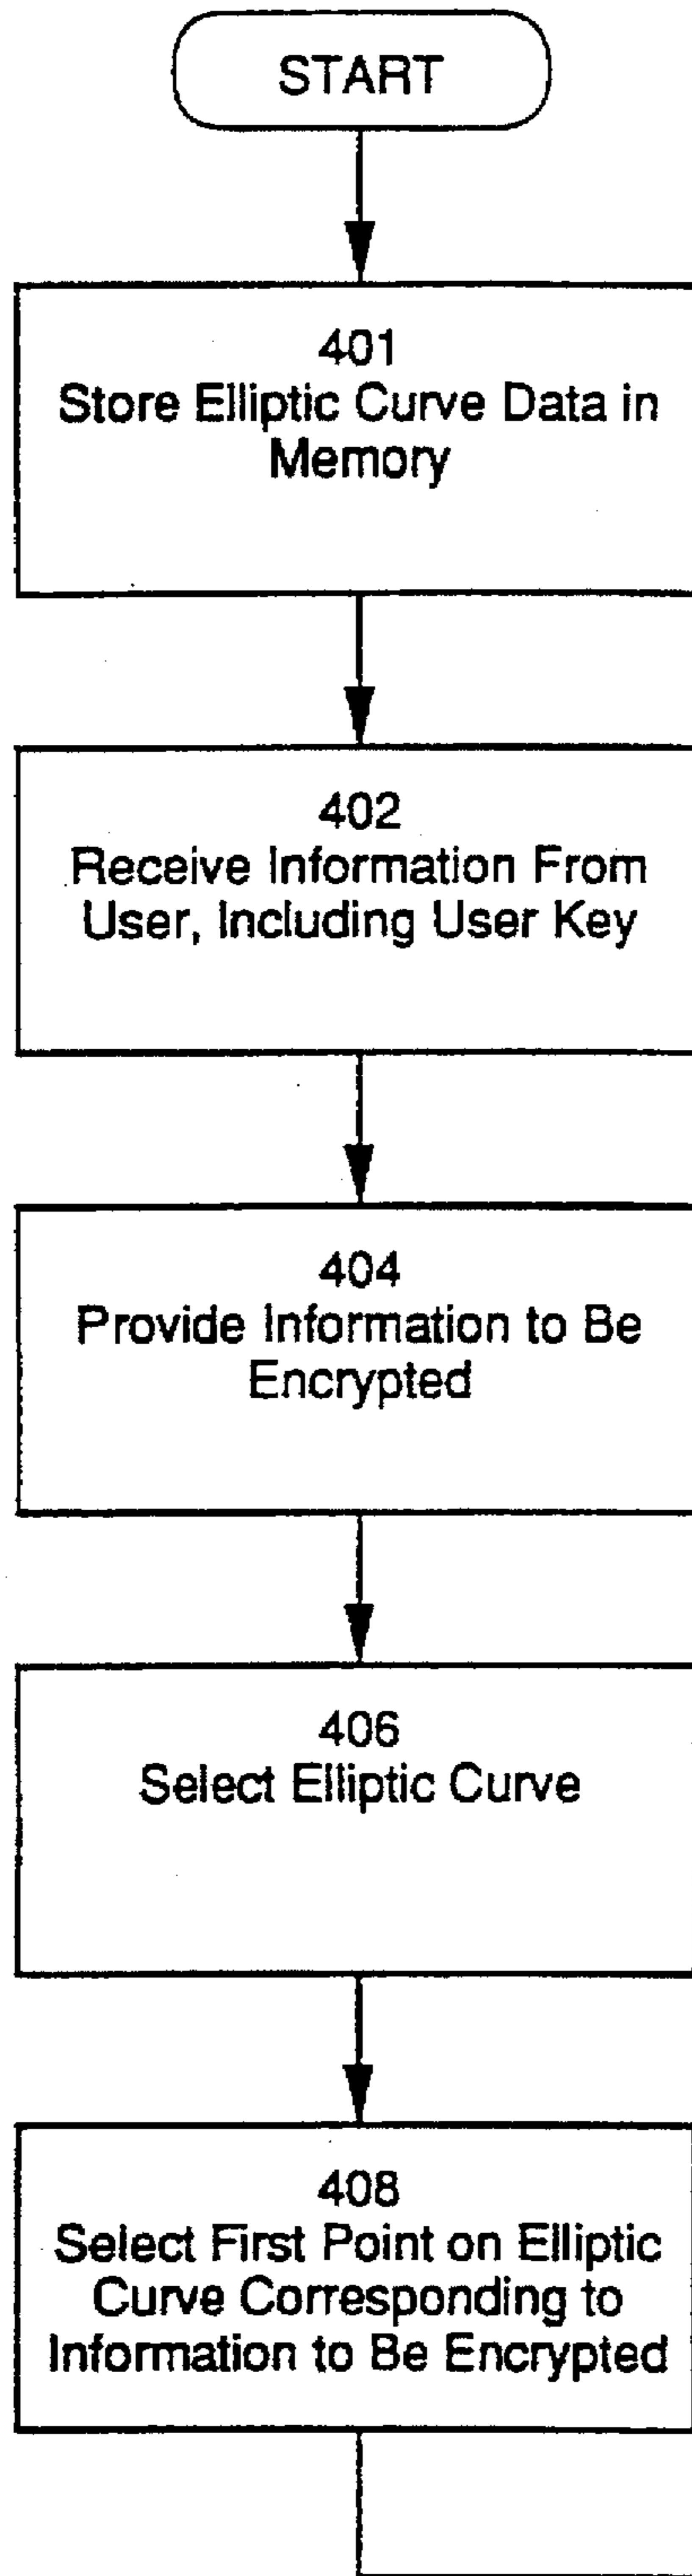 START
401
Store Elliptic Curve Data in
Memory
402
Receive Information From
User, Including User Key
404
Provide Information to Be
Encrypted
406
Select Elliptic Curve
408
Select First Point on Elliptic
Curve Corresponding to
Information to Be Encrypted